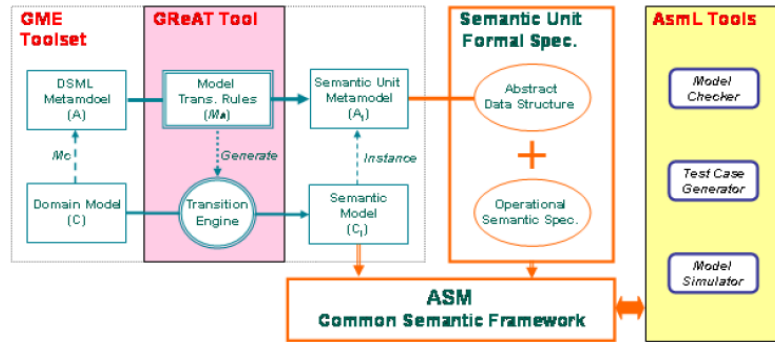 GME
Toolset
GReAT Tool
Semantic Unit
Formal Spec.
AsmL Tools
DSML
Metamdoel
(A)
Model
Trans. Rules
(Ma)
Semantic Unit
Metamodel
(A₁)
Abstract
Data Structure
Model
Checker
Mc
Generate
Instance
+
Domain Model
(C)
Transition
Engine
Semantic
Model
(C₁)
Operational
Semantic Spec.
Test Case
Generator
Model
Simulator
ASM
Common Semantic Framework